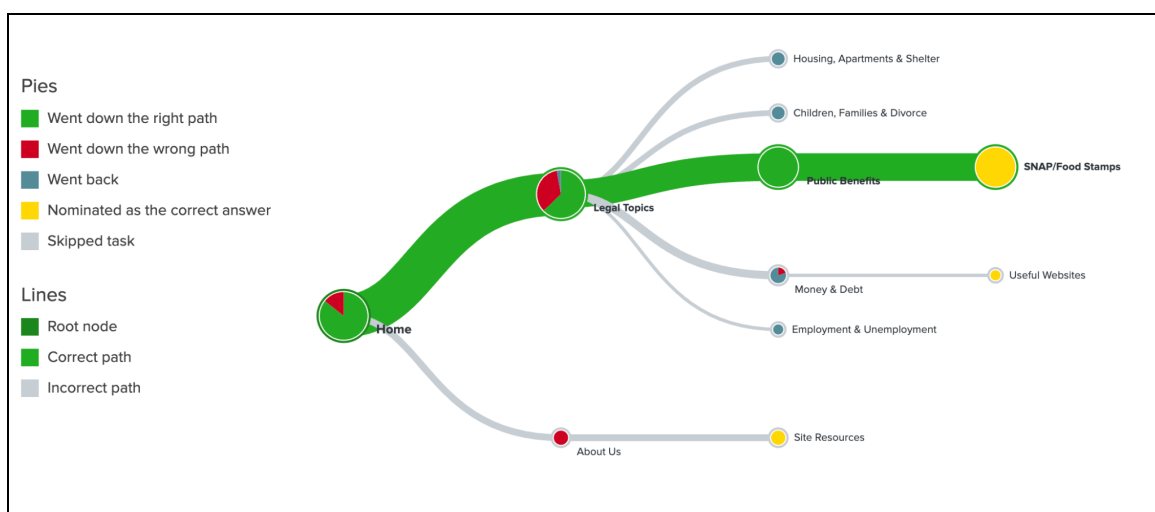 Pies
Went down the right path
Went down the wrong path
Went back
Nominated as the correct answer
Skipped task
Lines
Root node
Correct path
Incorrect path
Housing, Apartments & Shelter
Children, Families & Divorce
Public Benefits
SNAP/Food Stamps
Legal Topics
Money & Debt
Useful Websites
Employment & Unemployment
Home
About Us
Site Resources